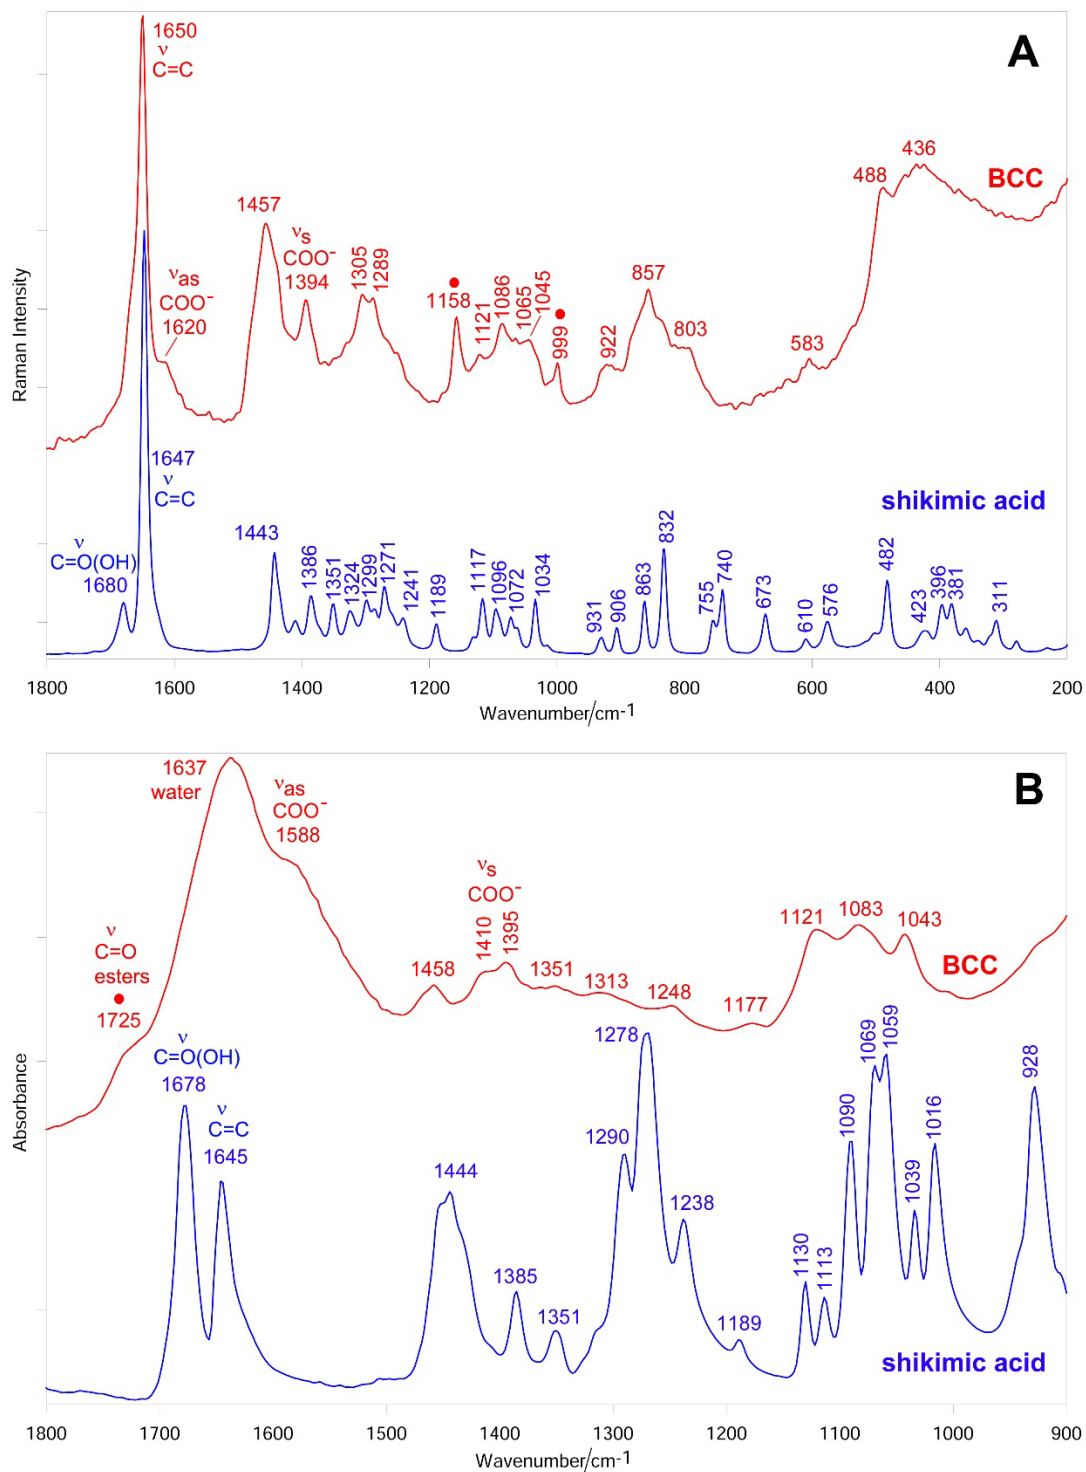 A
1650
ν
C=C
νas
COO⁻
1620
1457
νs
COO⁻
1394
1305
1289
1158
1121
1086
1065
1045
999
922
857
803
583
488
436
BCC
Raman Intensity
1647
ν
C=C
shikimic acid
ν
C=O(OH)
1680
1443
1386
1351
1324
1299
1271
1241
1189
1117
1096
1072
1034
931
906
863
832
755
740
673
610
576
482
423
396
381
311
1800 1600 1400 1200 1000 800 600 400 200
Wavenumber/cm-1
B
1637
water
νas
COO⁻
1588
ν
C=O
esters
1725
1458
νs
COO⁻
1410
1395
1351
1313
1248
1177
1121
1083
1043
BCC
Absorbance
ν
C=O(OH)
1678
ν
C=C
1645
1444
1385
1351
1290
1278
1238
1189
1130
1113
1090
1069
1059
1039
1016
928
shikimic acid
1800 1700 1600 1500 1400 1300 1200 1100 1000 900
Wavenumber/cm-1